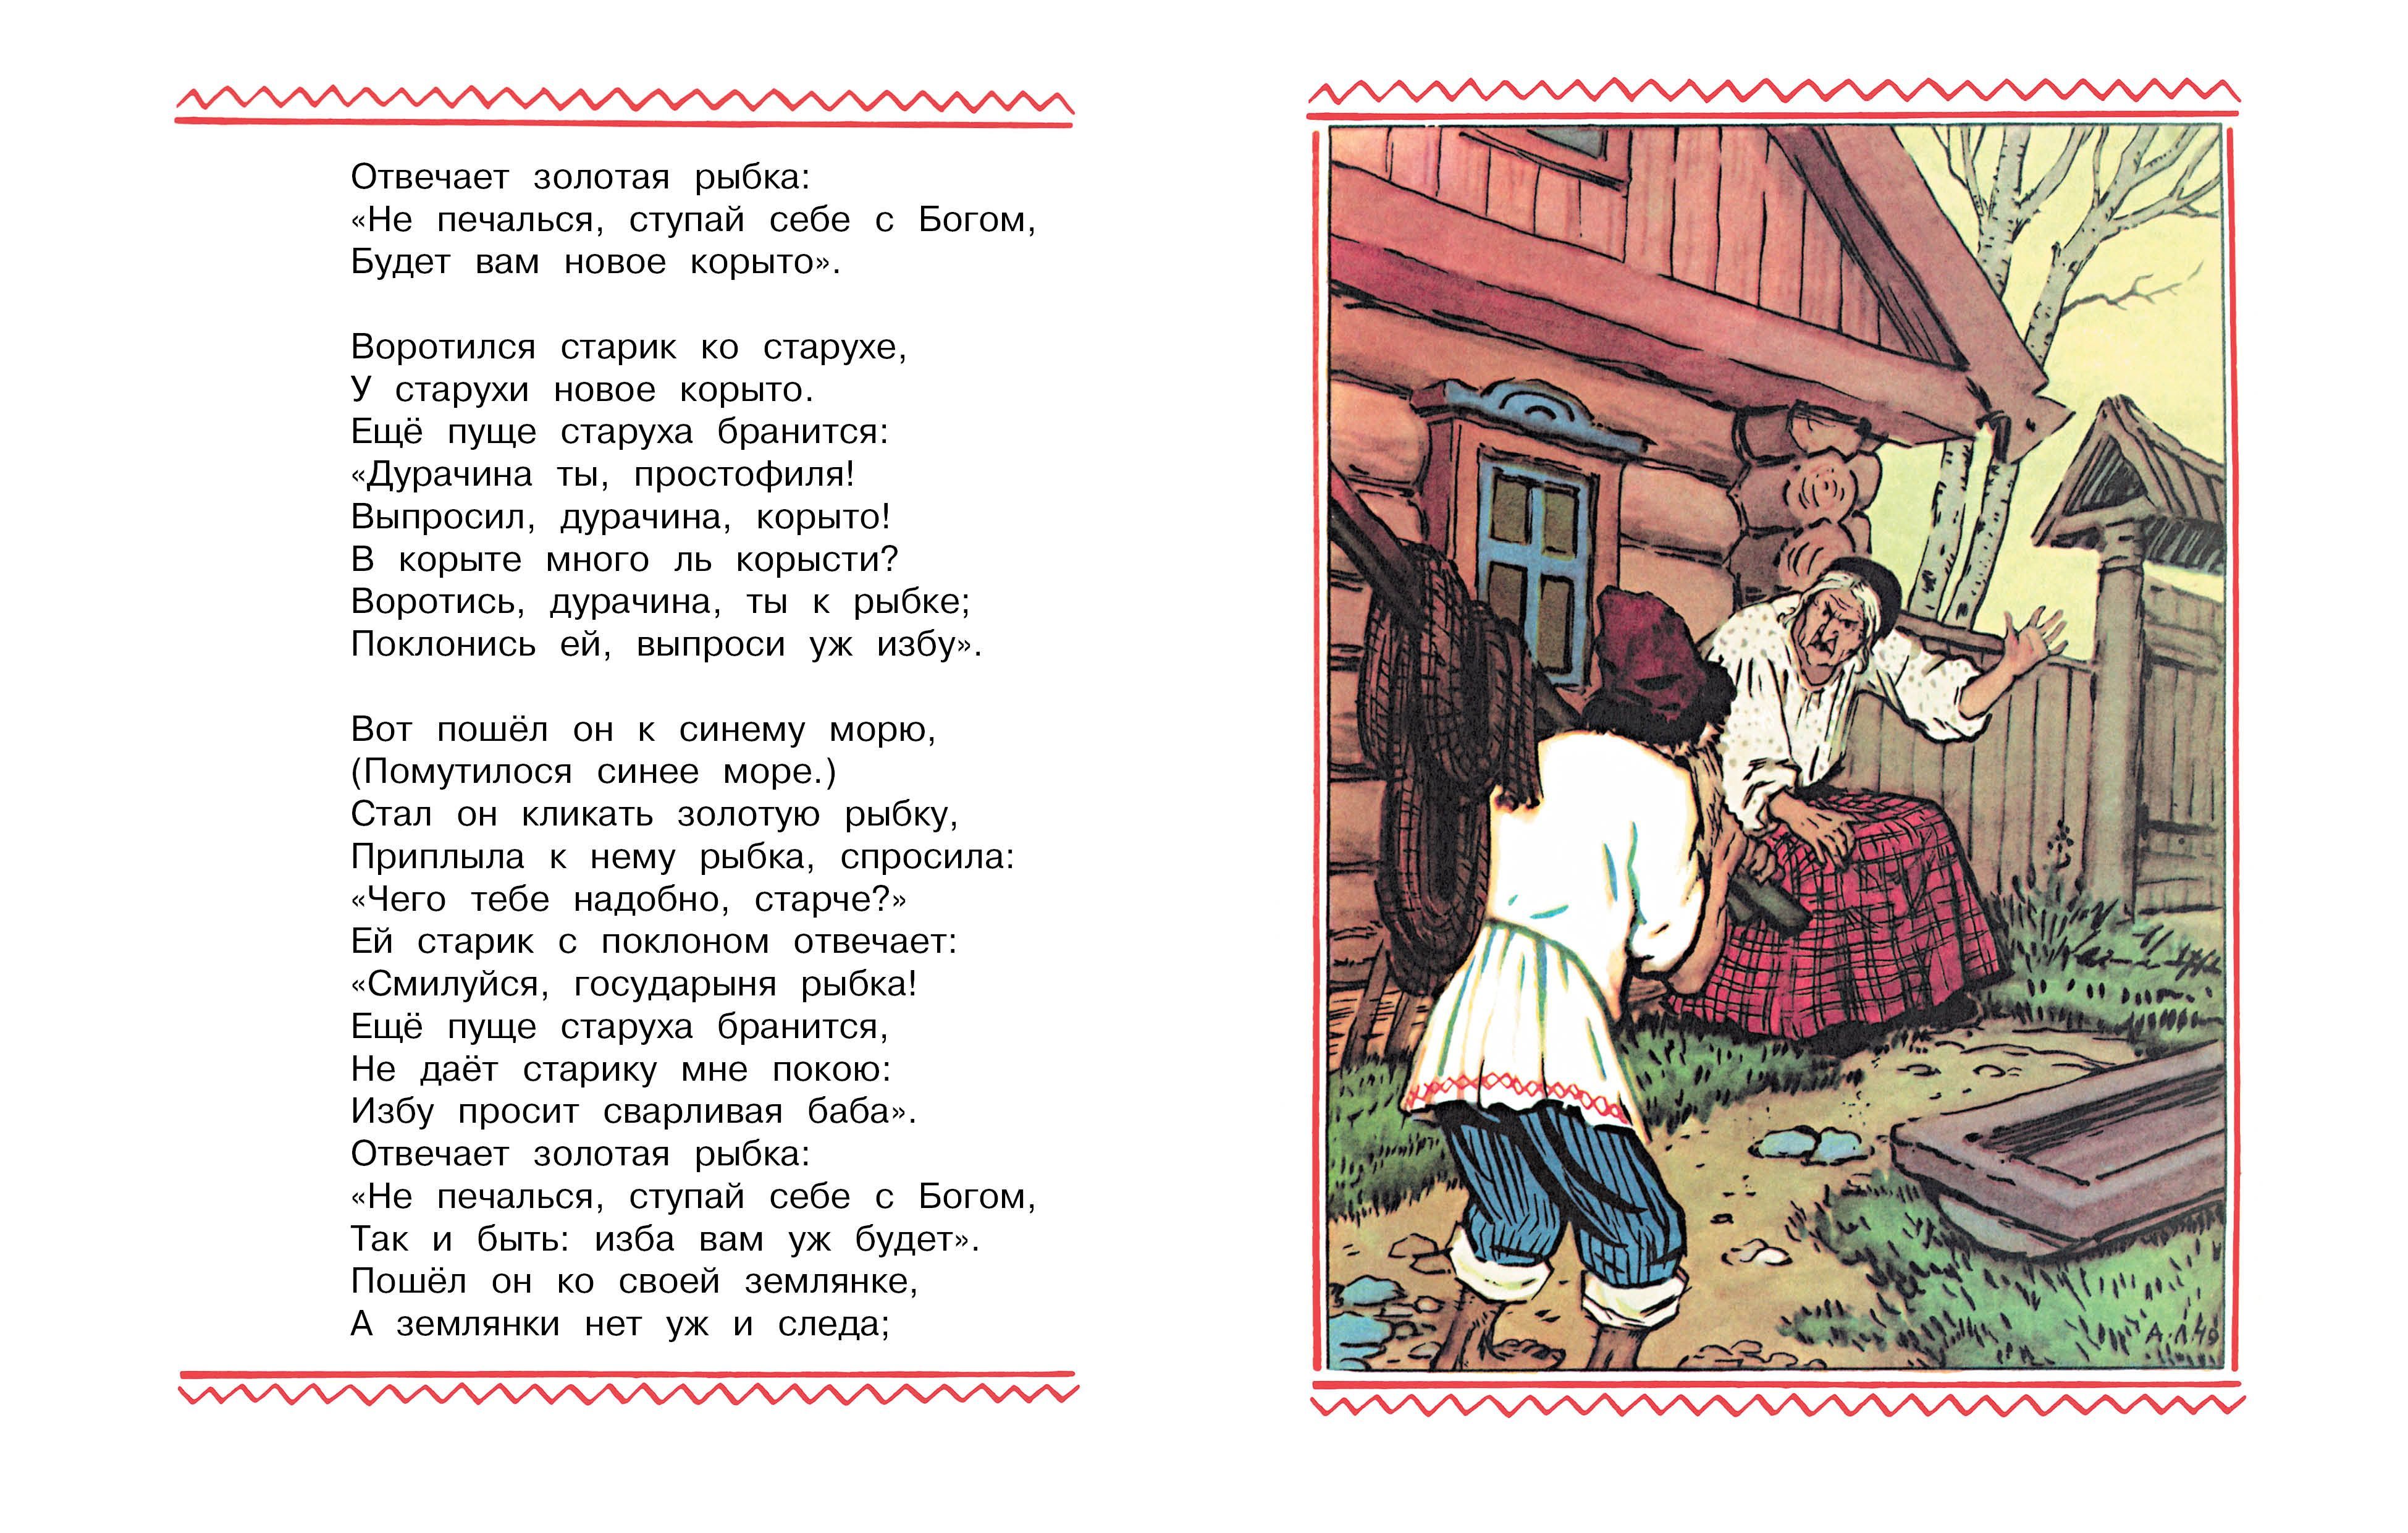 Отвечает золотая рыбка:
«Не печалься, ступай себе с Богом,
Будет вам новое корыто».
Воротился старик ко старухе,
У старухи новое корыто.
Ещё пуще старуха бранится:
«Дурачина ты, простофиля!
Выпросил, дурачина, корыто!
В корыте много ль корысти?
Воротись, дурачина, ты к рыбке;
Поклонись ей, выпроси уж избу».
Вот пошёл он к синему морю,
(Помутилося синее море.)
Стал он кликать золотую рыбку,
Приплыла к нему рыбка, спросила:
«Чего тебе надобно, старче?»
Ей старик с поклоном отвечает:
«Смилуйся, государыня рыбка!
Ещё пуще старуха бранится,
Не даёт старику мне покою:
Избу просит сварливая баба».
Отвечает золотая рыбка:
«Не печалься, ступай себе с Богом,
Так и быть: изба вам уж будет».
Пошёл он ко своей землянке,
А землянки нет уж и следа;